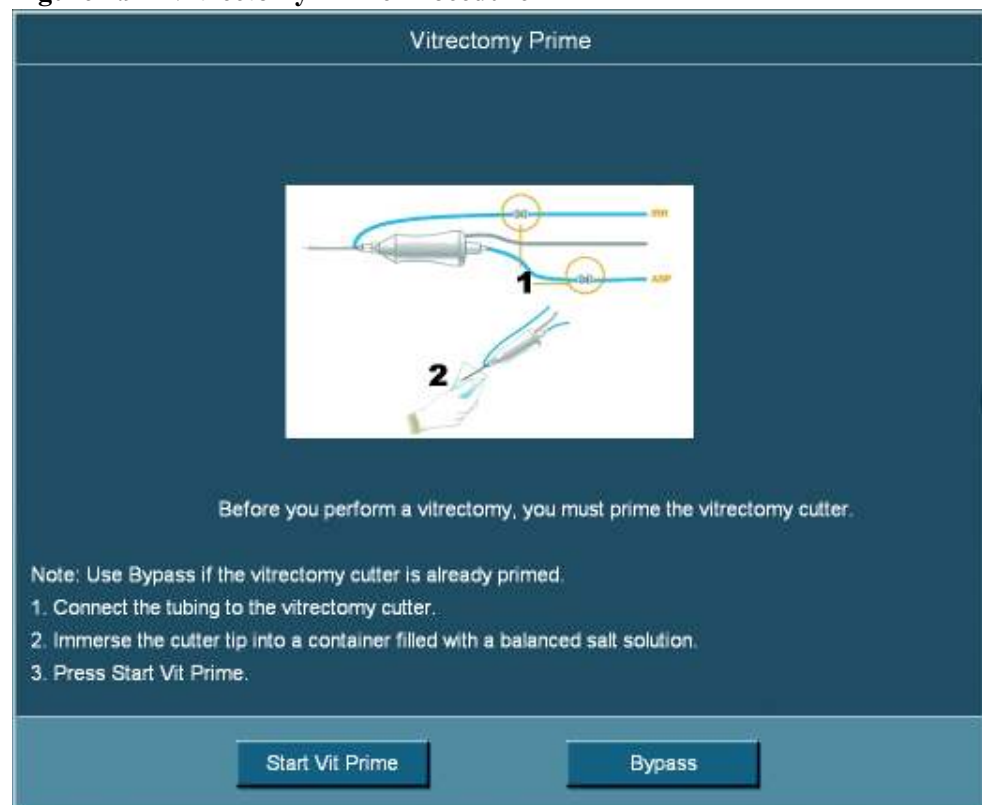 Vitrectomy Prime
IRR
1
ASP
2
Before you perform a vitrectomy, you must prime the vitrectomy cutter.
Note: Use Bypass if the vitrectomy cutter is already primed.
1. Connect the tubing to the vitrectomy cutter.
2. Immerse the cutter tip into a container filled with a balanced salt solution.
3. Press Start Vit Prime.
Start Vit Prime
Bypass